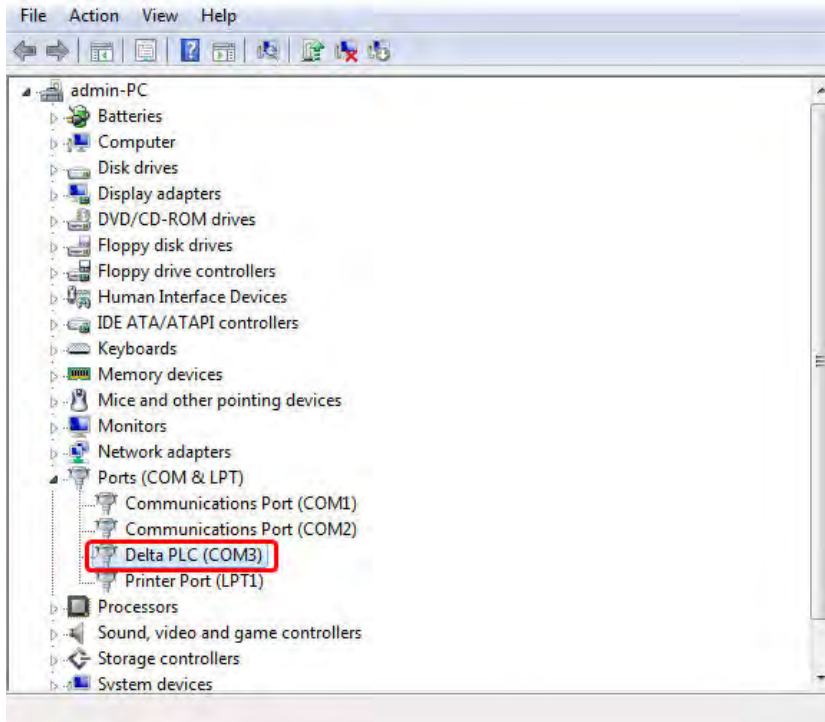 File Action View Help
admin-PC
Batteries
Computer
Disk drives
Display adapters
DVD/CD-ROM drives
Floppy disk drives
Floppy drive controllers
Human Interface Devices
IDE ATA/ATAPI controllers
Keyboards
Memory devices
Mice and other pointing devices
Monitors
Network adapters
Ports (COM & LPT)
Communications Port (COM1)
Communications Port (COM2)
Delta PLC (COM3)
Printer Port (LPT1)
Processors
Sound, video and game controllers
Storage controllers
System devices